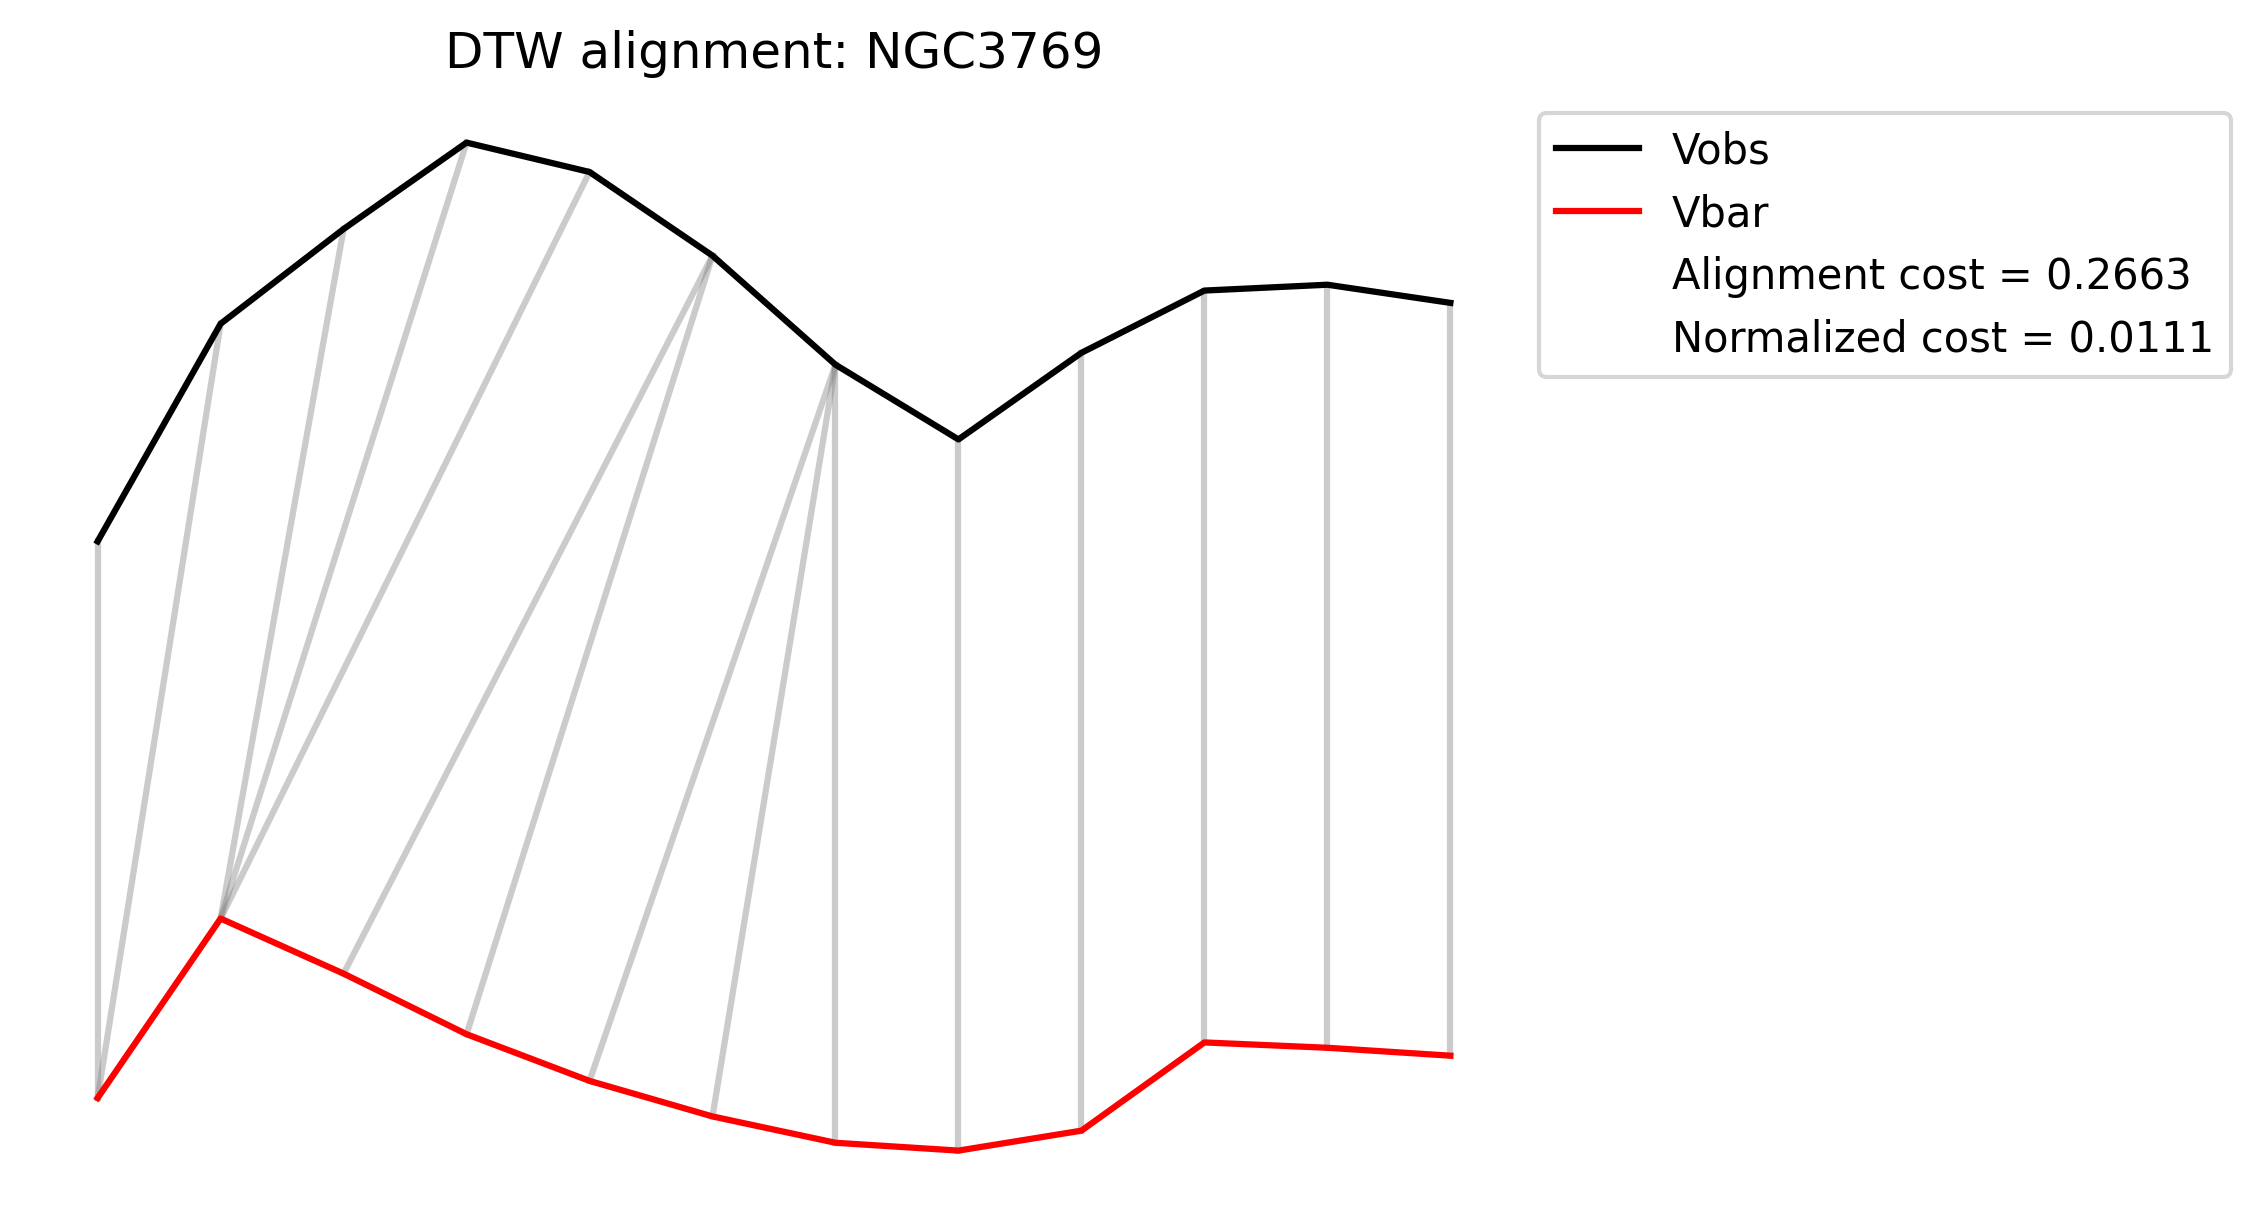 DTW alignment: NGC3769
Vobs
Vbar
Alignment cost = 0.2663
Normalized cost = 0.0111